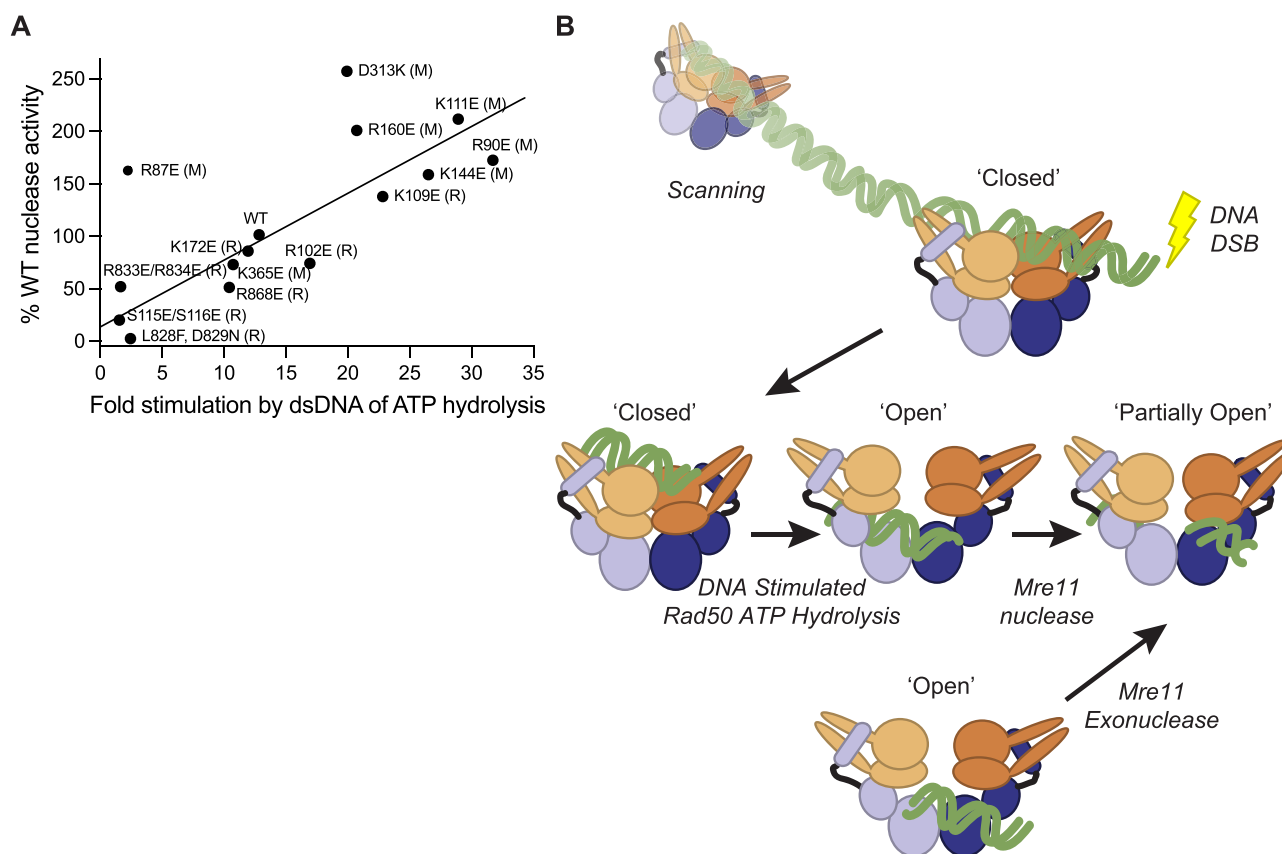 A
% WT nuclease activity
250
200
150
100
50
0
D313K (M)
K111E (M)
R160E (M)
R90E (M)
R87E (M)
K144E (M)
K109E (R)
WT
K172E (R)
R102E (R)
R833E/R834E (R)
K365E (M)
R868E (R)
S115E/S116E (R)
L828F, D829N (R)
0 5 10 15 20 25 30 35
Fold stimulation by dsDNA of ATP hydrolysis
B
Scanning
'Closed'
DNA
DSB
'Closed'
'Open'
'Partially Open'
DNA Stimulated
Rad50 ATP Hydrolysis
Mre11
nuclease
'Open'
Mre11
Exonuclease